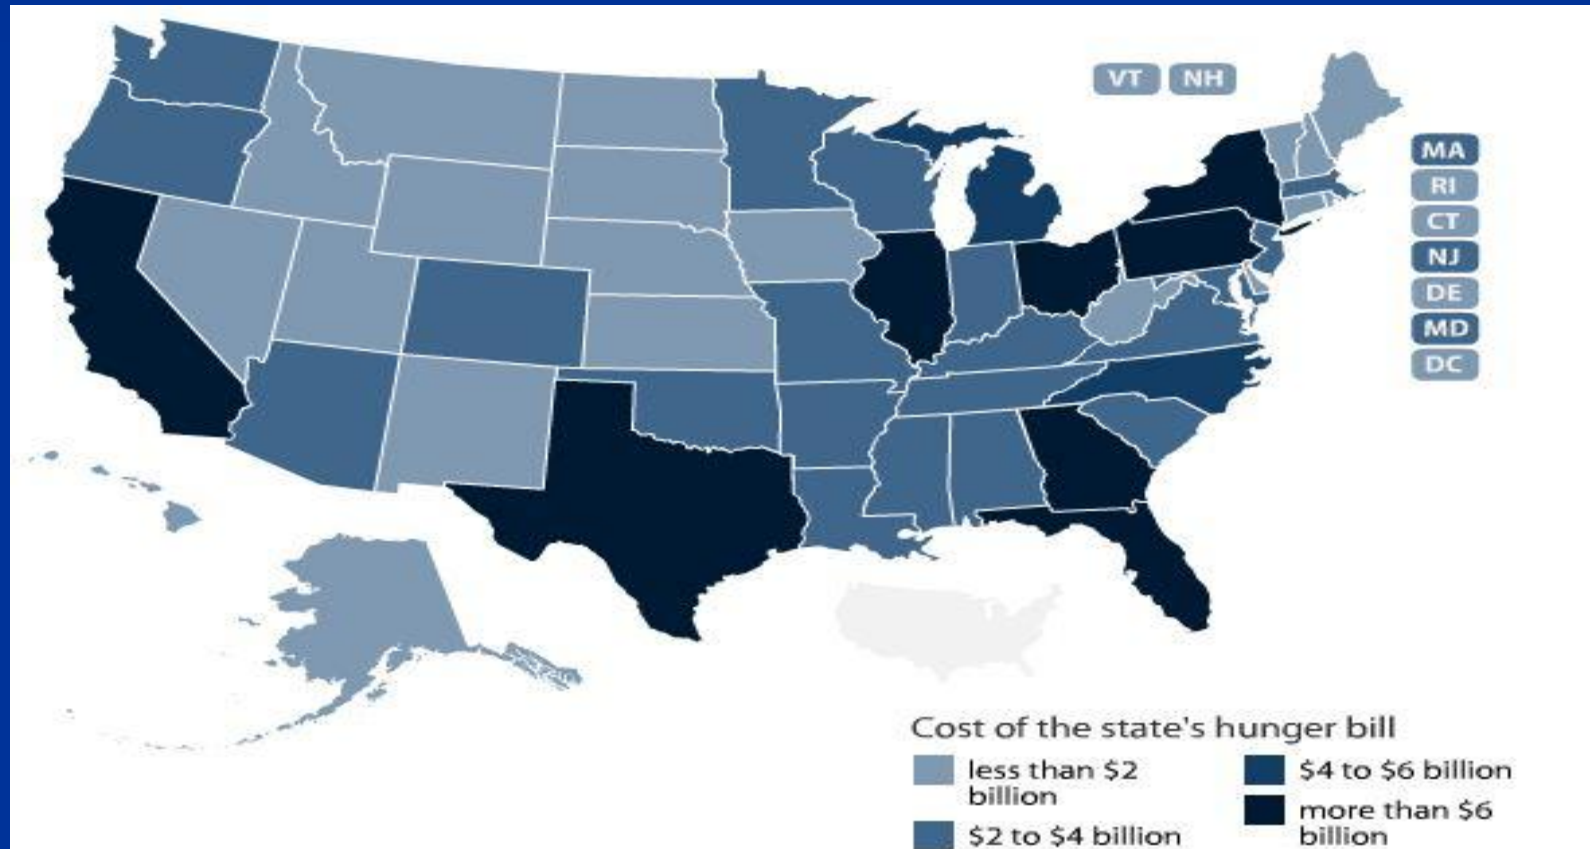 VT NH
MA
RI
CT
NJ
DE
MD
DC
Cost of the state's hunger bill
less than $2
billion
$2 to $4 billion
$4 to $6 billion
more than $6
billion